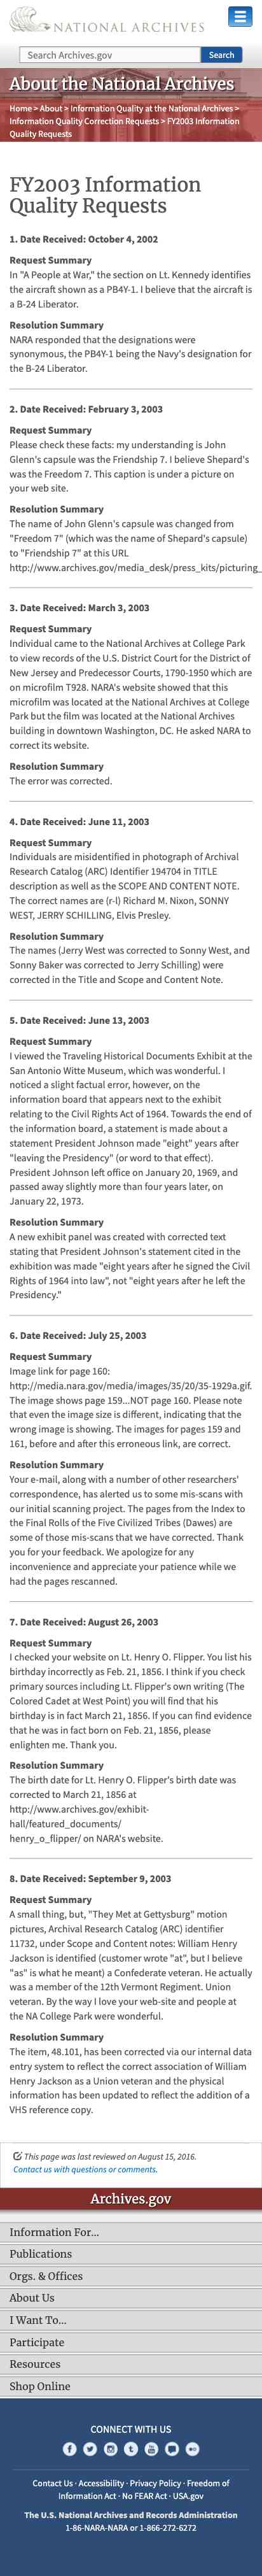 NATIONAL ARCHIVES
Search Archives.gov
Search
About the National Archives
Home > About > Information Quality at the National Archives >
Information Quality Correction Requests > FY2003 Information
Quality Requests
FY2003 Information
Quality Requests
1. Date Received: October 4, 2002
Request Summary
In "A People at War," the section on Lt. Kennedy identifies
the aircraft shown as a PB4Y-1. I believe that the aircraft is
a B-24 Liberator.
Resolution Summary
NARA responded that the designations were
synonymous, the PB4Y-1 being the Navy's designation for
the B-24 Liberator.
2. Date Received: February 3, 2003
Request Summary
Please check these facts: my understanding is John
Glenn's capsule was the Friendship 7. I believe Shepard's
was the Freedom 7. This caption is under a picture on
your web site.
Resolution Summary
The name of John Glenn's capsule was changed from
"Freedom 7" (which was the name of Shepard's capsule)
to "Friendship 7" at this URL
http://www.archives.gov/media_desk/press_kits/picturing_
3. Date Received: March 3, 2003
Request Summary
Individual came to the National Archives at College Park
to view records of the U.S. District Court for the District of
New Jersey and Predecessor Courts, 1790-1950 which are
on microfilm T928. NARA's website showed that this
microfilm was located at the National Archives at College
Park but the film was located at the National Archives
building in downtown Washington, DC. He asked NARA to
correct its website.
Resolution Summary
The error was corrected.
4. Date Received: June 11, 2003
Request Summary
Individuals are misidentified in photograph of Archival
Research Catalog (ARC) Identifier 194704 in TITLE
description as well as the SCOPE AND CONTENT NOTE.
The correct names are (r-l) Richard M. Nixon, SONNY
WEST, JERRY SCHILLING, Elvis Presley.
Resolution Summary
The names (Jerry West was corrected to Sonny West, and
Sonny Baker was corrected to Jerry Schilling) were
corrected in the Title and Scope and Content Note.
5. Date Received: June 13, 2003
Request Summary
I viewed the Traveling Historical Documents Exhibit at the
San Antonio Witte Museum, which was wonderful. I
noticed a slight factual error, however, on the
information board that appears next to the exhibit
relating to the Civil Rights Act of 1964. Towards the end of
the information board, a statement is made about a
statement President Johnson made "eight" years after
"leaving the Presidency" (or word to that effect).
President Johnson left office on January 20, 1969, and
passed away slightly more than four years later, on
January 22, 1973.
Resolution Summary
A new exhibit panel was created with corrected text
stating that President Johnson's statement cited in the
exhibition was made "eight years after he signed the Civil
Rights of 1964 into law", not "eight years after he left the
Presidency."
6. Date Received: July 25, 2003
Request Summary
Image link for page 160:
http://media.nara.gov/media/images/35/20/35-1929a.gif.
The image shows page 159...NOT page 160. Please note
that even the image size is different, indicating that the
wrong image is showing. The images for pages 159 and
161, before and after this erroneous link, are correct.
Resolution Summary
Your e-mail, along with a number of other researchers'
correspondence, has alerted us to some mis-scans with
our initial scanning project. The pages from the Index to
the Final Rolls of the Five Civilized Tribes (Dawes) are
some of those mis-scans that we have corrected. Thank
you for your feedback. We apologize for any
inconvenience and appreciate your patience while we
had the pages rescanned.
7. Date Received: August 26, 2003
Request Summary
I checked your website on Lt. Henry O. Flipper. You list his
birthday incorrectly as Feb. 21, 1856. I think if you check
primary sources including Lt. Flipper's own writing (The
Colored Cadet at West Point) you will find that his
birthday is in fact March 21, 1856. If you can find evidence
that he was in fact born on Feb. 21, 1856, please
enlighten me. Thank you.
Resolution Summary
The birth date for Lt. Henry O. Flipper's birth date was
corrected to March 21, 1856 at
http://www.archives.gov/exhibit-
hall/featured_documents/
henry_o_flipper/ on NARA's website.
8. Date Received: September 9, 2003
Request Summary
A small thing, but, "They Met at Gettysburg" motion
pictures, Archival Research Catalog (ARC) identifier
11732, under Scope and Content notes: William Henry
Jackson is identified (customer wrote "at", but I believe
"as" is what he meant) a Confederate veteran. He actually
was a member of the 12th Vermont Regiment. Union
veteran. By the way I love your web-site and people at
the NA College Park were wonderful.
Resolution Summary
The item, 48.101, has been corrected via our internal data
entry system to reflect the correct association of William
Henry Jackson as a Union veteran and the physical
information has been updated to reflect the addition of a
VHS reference copy.
This page was last reviewed on August 15, 2016.
Contact us with questions or comments.
Archives.gov
Information For...
Publications
Orgs. & Offices
About Us
I Want To...
Participate
Resources
Shop Online
CONNECT WITH US
Contact Us · Accessibility · Privacy Policy · Freedom of
Information Act · No FEAR Act · USA.gov
The U.S. National Archives and Records Administration
1-86-NARA-NARA or 1-866-272-6272